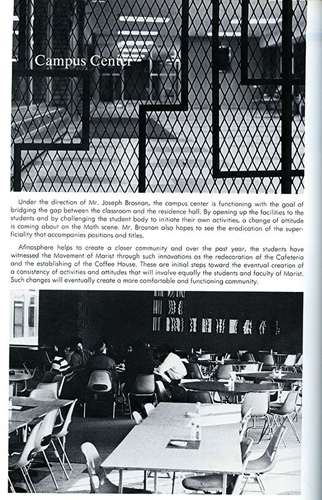 Campus Center
Under the direction of Mr. Joseph Brosnan, the campus center is functioning with the goal of
bridging the gap between the classroom and the residence hall. By opening up the facilities to the
students and by challenging the student body to initiate their own activities, a change of attitude
is coming about on the Math scene. Mr. Brosnan also hopes to see the eradication of the super-
ficiality that accompanies positions and titles.
Afmosphere helps to create a closer community and over the past year, the students have
witnessed the Movement of Marist through such innovations as the redecoration of the Cafeteria
and the establishing of the Coffee House. These are initial steps toward the eventual creation of
a consistency of activities and attitudes that will involve equally the students and faculty of Marist.
Such changes will eventually create a more comfortable and functioning community.